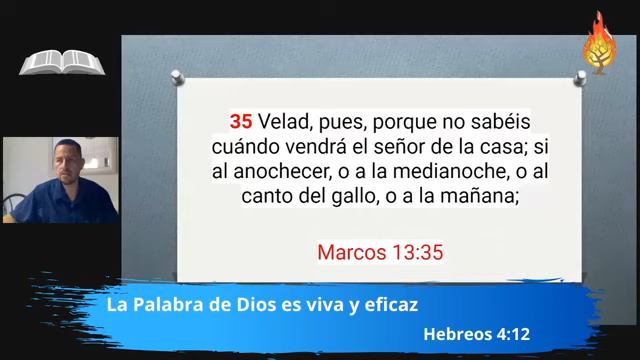 35 Velad, pues, porque no sabéis
cuándo vendrá el señor de la casa; si
al anochecer, o a la medianoche, o al
canto del gallo, o a la mañana;
Marcos 13:35
La Palabra de Dios es viva y eficaz
Hebreos 4:12